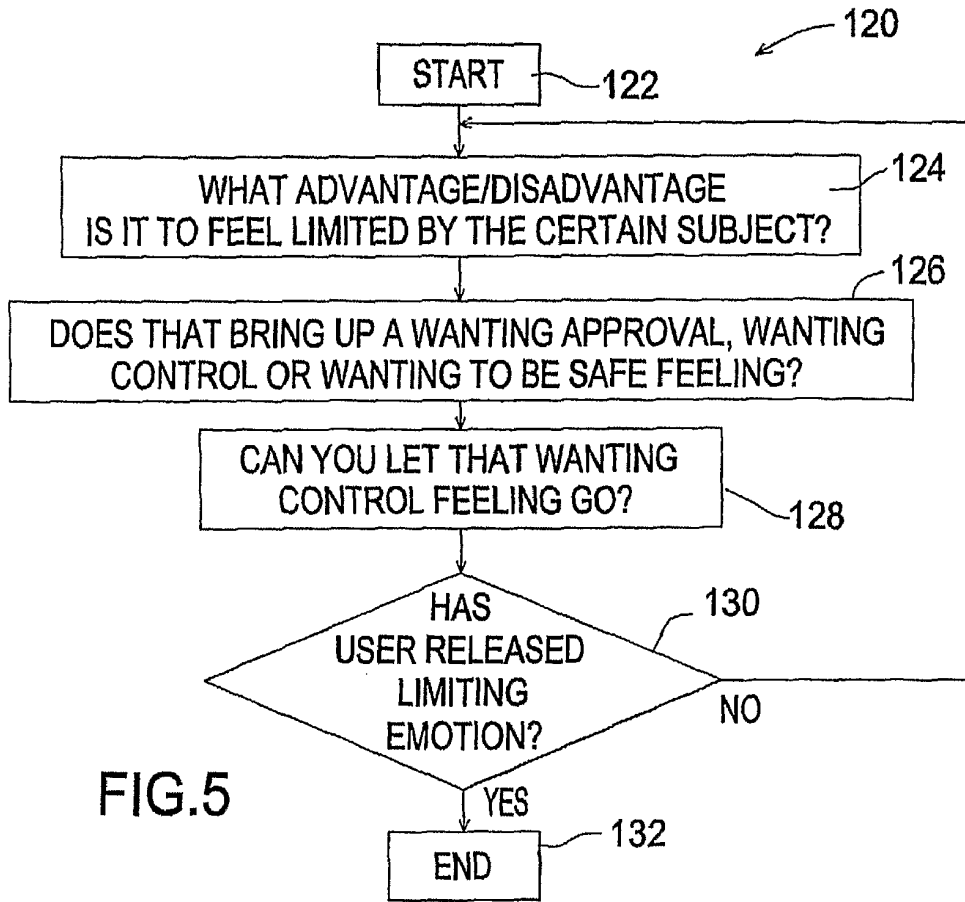 120
START
122
WHAT ADVANTAGE/DISADVANTAGE
IS IT TO FEEL LIMITED BY THE CERTAIN SUBJECT?
124
126
DOES THAT BRING UP A WANTING APPROVAL, WANTING
CONTROL OR WANTING TO BE SAFE FEELING?
CAN YOU LET THAT WANTING
CONTROL FEELING GO?
128
HAS
USER RELEASED
LIMITING
EMOTION?
130
NO
FIG.5
YES
END
132